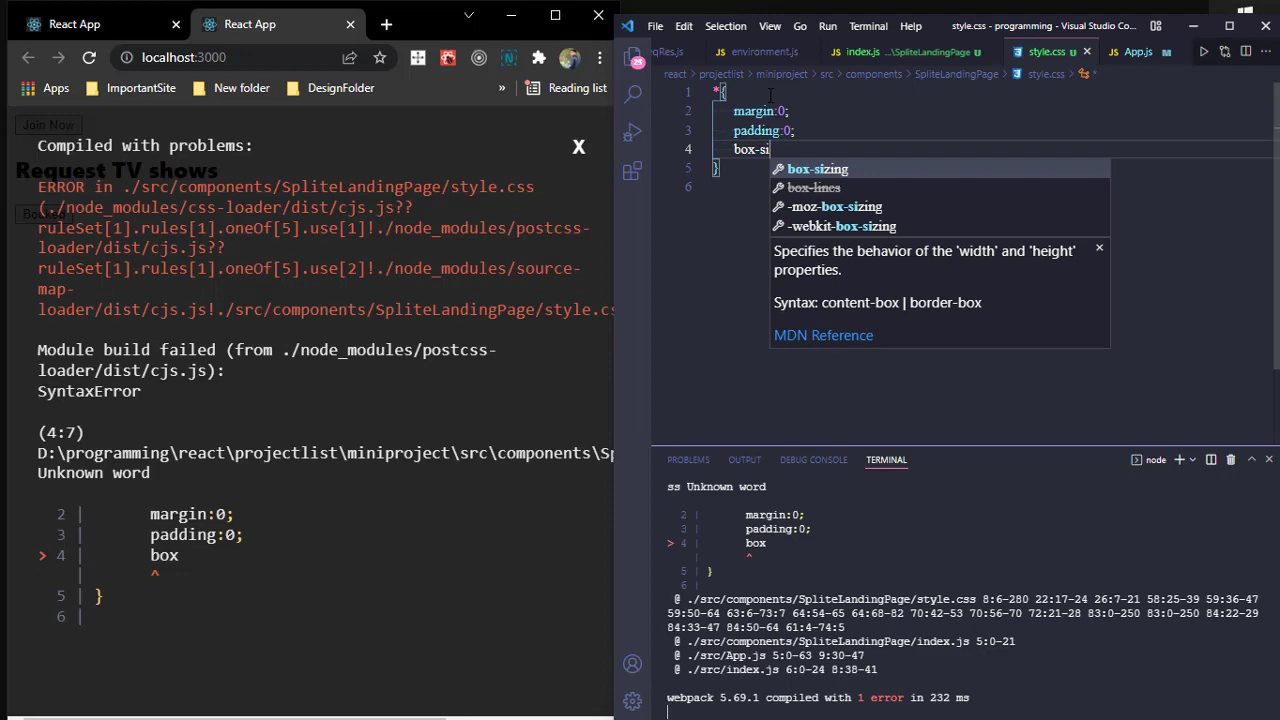 React App
React App
File Edit Selection View Go Run Terminal Help
style.css - programming - Visual Studio Co...
localhost:3000
eqRes.js
environment.js
index.js ...\SpliteLandingPage
style.css
App.js M
Apps
ImportantSite
New folder
DesignFolder
»
Reading list
react > projectlist > miniproject > src > components > SpliteLandingPage > style.css > *
25
Join Now
Compiled with problems:
X
Request TV shows
ERROR in ./src/components/SpliteLandingPage/style.css
(./node_modules/css-loader/dist/cjs.js??
ruleSet[1].rules[1].oneOf[5].use[1]!./node_modules/postcss-
loader/dist/cjs.js??
ruleSet[1].rules[1].oneOf[5].use[2]!./node_modules/source-
map-
loader/dist/cjs.js!./src/components/SpliteLandingPage/style.cs
Module build failed (from ./node_modules/postcss-
loader/dist/cjs.js):
SyntaxError
(4:7)
D:\programming\react\projectlist\miniproject\src\components\Sp
Unknown word
2 | margin:0;
3 | padding:0;
> 4 | box
| ^
5 | }
6 |
1 *{
2 margin:0;
3 padding:0;
4 box-si
5 }
6
box-sizing
box-lines
-moz-box-sizing
-webkit-box-sizing
Specifies the behavior of the 'width' and 'height'
properties.
Syntax: content-box | border-box
MDN Reference
PROBLEMS OUTPUT DEBUG CONSOLE TERMINAL
node
ss Unknown word
2 | margin:0;
3 | padding:0;
> 4 | box
| ^
5 | }
6 |
@ ./src/components/SpliteLandingPage/style.css 8:6-280 22:17-24 26:7-21 58:25-39 59:36-47
59:50-64 63:6-73:7 64:54-65 64:68-82 70:42-53 70:56-70 72:21-28 83:0-250 83:0-250 84:22-29
84:33-47 84:50-64 61:4-74:5
@ ./src/components/SpliteLandingPage/index.js 5:0-21
@ ./src/App.js 5:0-63 9:30-47
@ ./src/index.js 6:0-24 8:38-41
webpack 5.69.1 compiled with 1 error in 232 ms